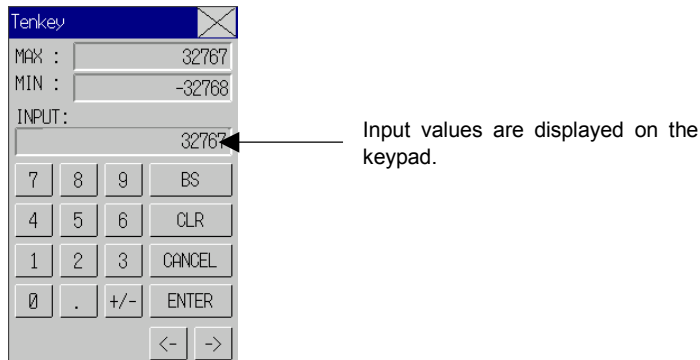 Tenkey
MAX : 32767
MIN : -32768
INPUT:
32767
Input values are displayed on the
keypad.
7 8 9 BS
4 5 6 CLR
1 2 3 CANCEL
0 . +/- ENTER
<- ->